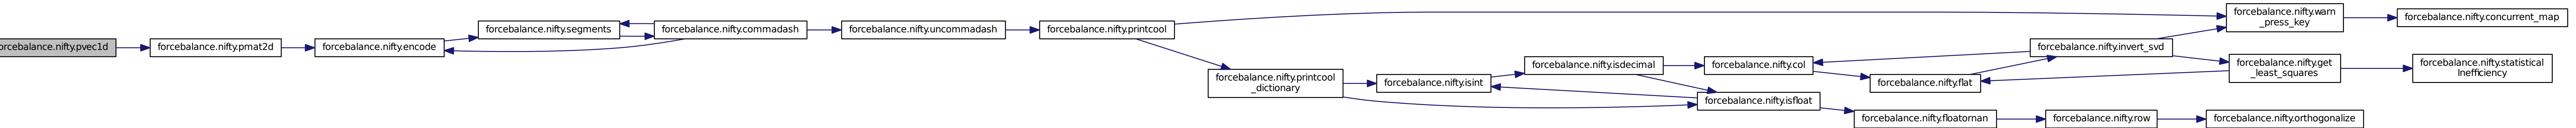 orcebalance.nifty.pvec1d
forcebalance.nifty.pmat2d
forcebalance.nifty.encode
forcebalance.nifty.segments
forcebalance.nifty.commadash
forcebalance.nifty.uncommadash
forcebalance.nifty.printcool
forcebalance.nifty.printcool
_dictionary
forcebalance.nifty.isint
forcebalance.nifty.isdecimal
forcebalance.nifty.isfloat
forcebalance.nifty.col
forcebalance.nifty.flat
forcebalance.nifty.floatornan
forcebalance.nifty.invert_svd
forcebalance.nifty.row
forcebalance.nifty.warn
_press_key
forcebalance.nifty.get
_least_squares
forcebalance.nifty.orthogonalize
forcebalance.nifty.concurrent_map
forcebalance.nifty.statistical
Inefficiency